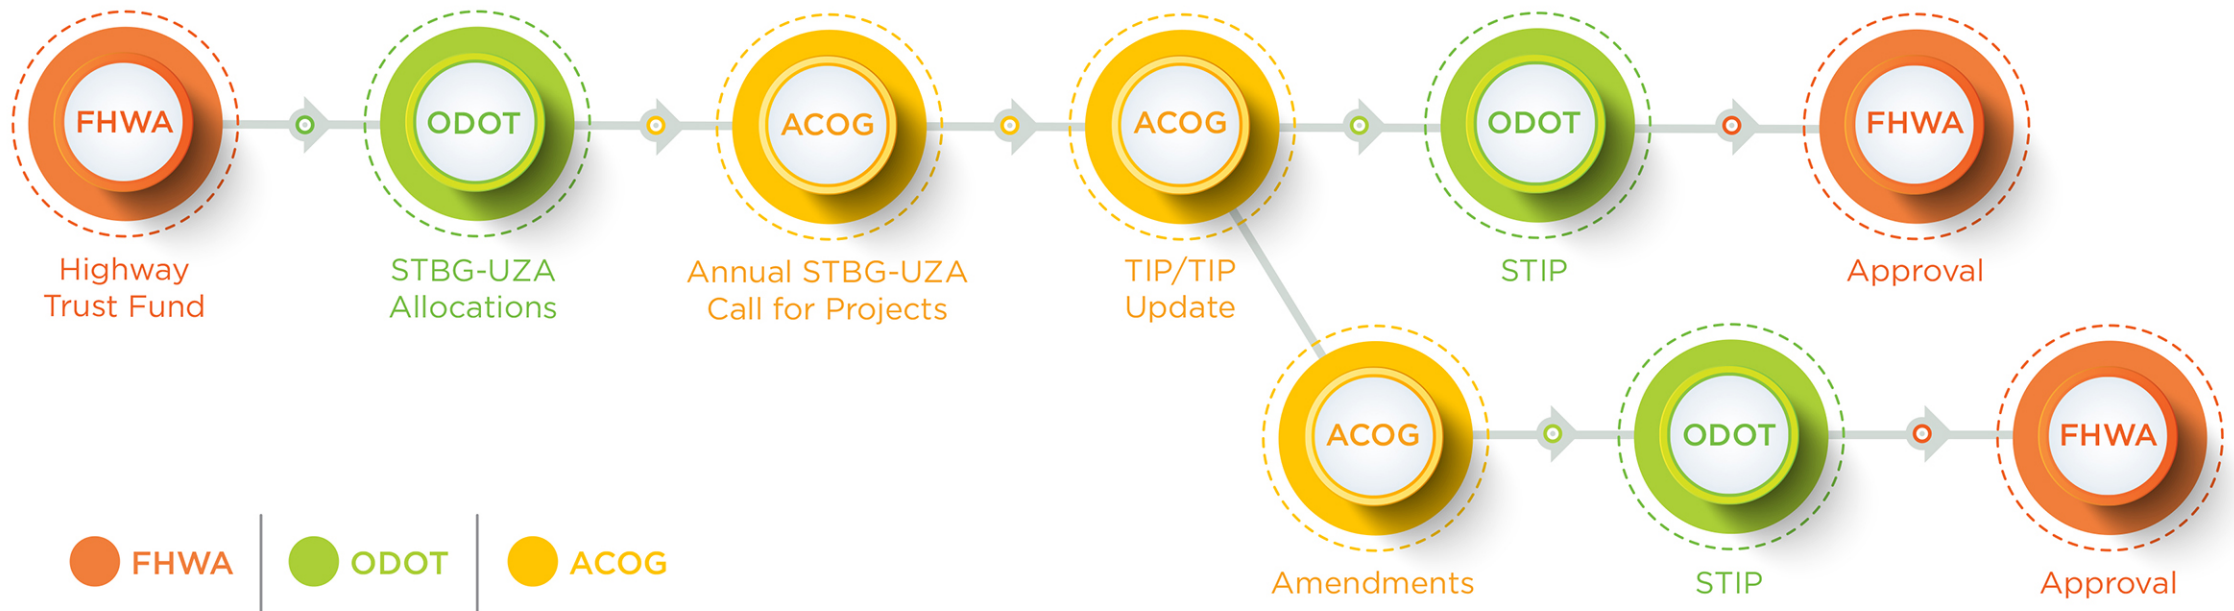 FHWA
ODOT
ACOG
ACOG
ODOT
FHWA
Highway
Trust Fund
STBG-UZA
Allocations
Annual STBG-UZA
Call for Projects
TIP/TIP
Update
STIP
Approval
ACOG
ODOT
FHWA
Amendments
STIP
Approval
FHWA
ODOT
ACOG